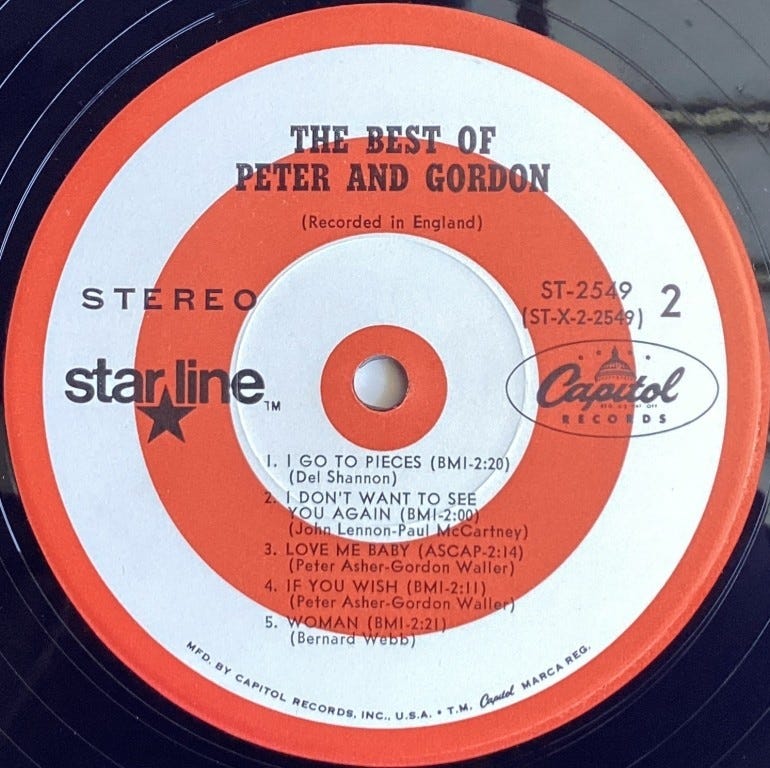 THE BEST OF
PETER AND GORDON
(Recorded in England)
STEREO
ST-2549 2
(ST-X-2-2549)
starline TM
Capitol
RECORDS
1. I GO TO PIECES (BMI-2:20)
(Del Shannon)
2. I DON'T WANT TO SEE
YOU AGAIN (BMI-2:00)
(John Lennon-Paul McCartney)
3. LOVE ME BABY (ASCAP-2:14)
(Peter Asher-Gordon Waller)
4. IF YOU WISH (BMI-2:11)
(Peter Asher-Gordon Waller)
5. WOMAN (BMI-2:21)
(Bernard Webb)
MFD. BY CAPITOL RECORDS, INC., U.S.A. • T.M. Capitol MARCA REG.